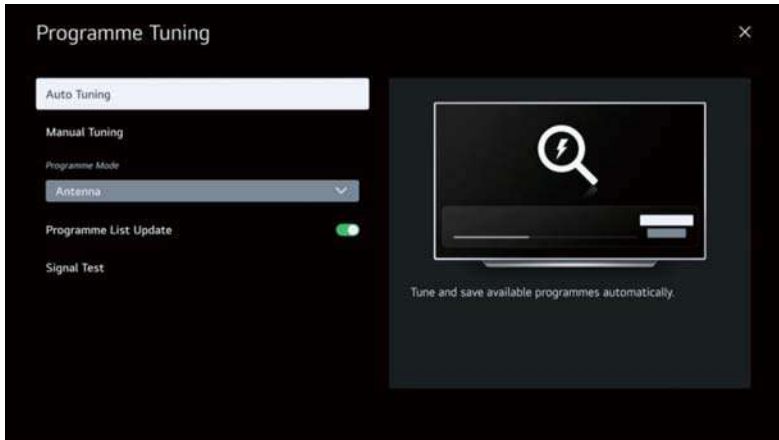 Programme Tuning
Auto Tuning
Manual Tuning
Programme Mode
Antenna
Programme List Update
Signal Test
Tune and save available programmes automatically.